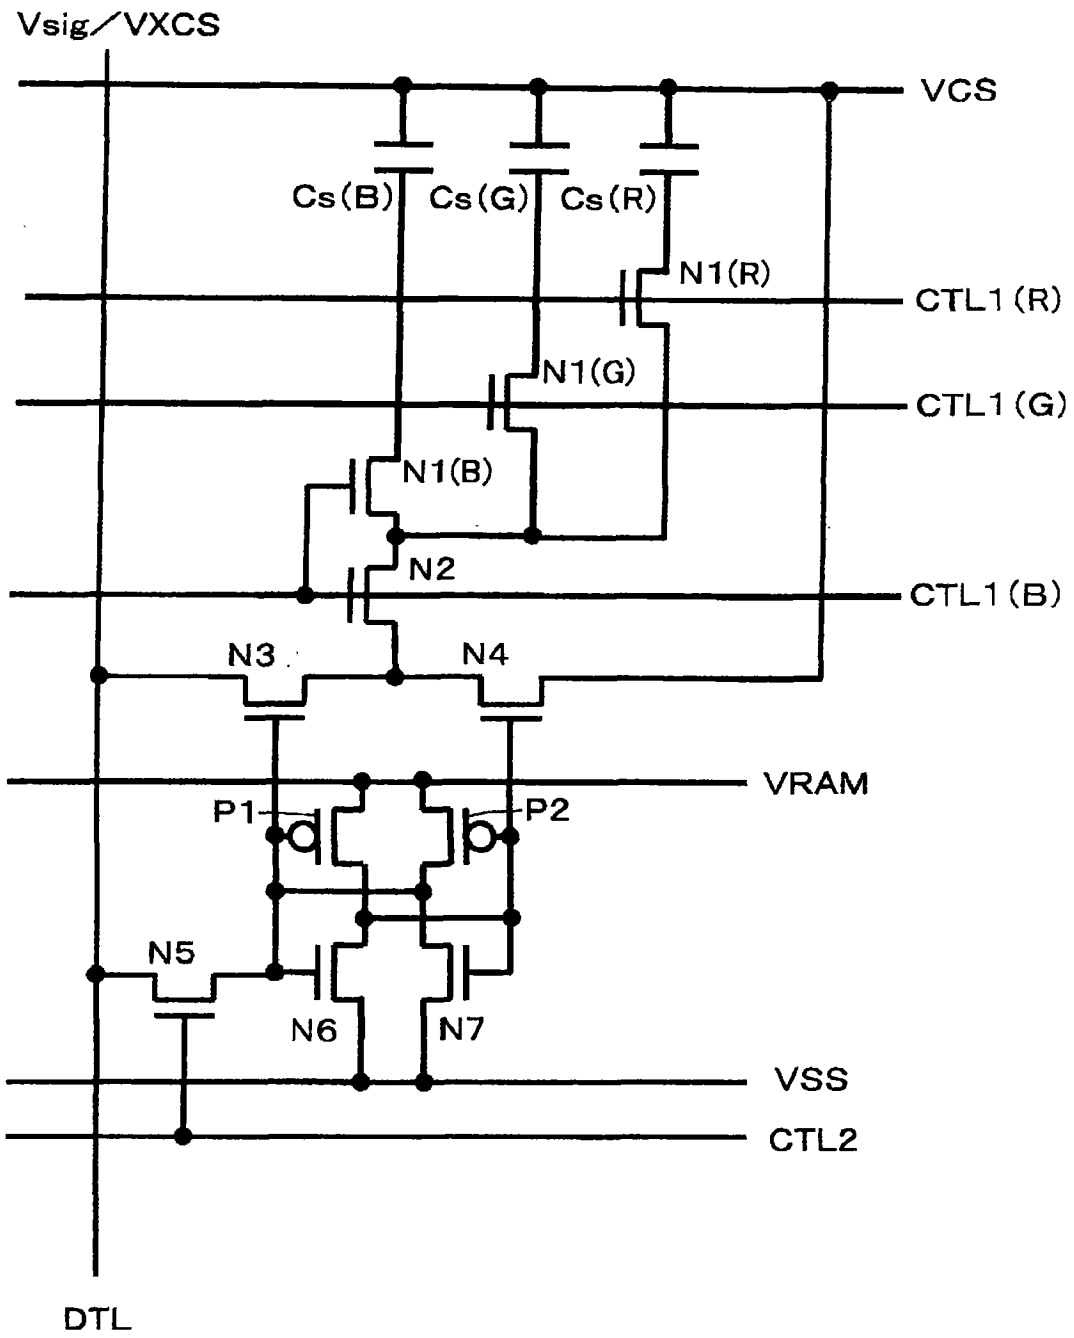 Vsig/VXCS
VCS
Cs(B)
Cs(G)
Cs(R)
N1(R)
CTL1(R)
N1(G)
CTL1(G)
N1(B)
N2
CTL1(B)
N3
N4
VRAM
P1
P2
N5
N6
N7
VSS
CTL2
DTL